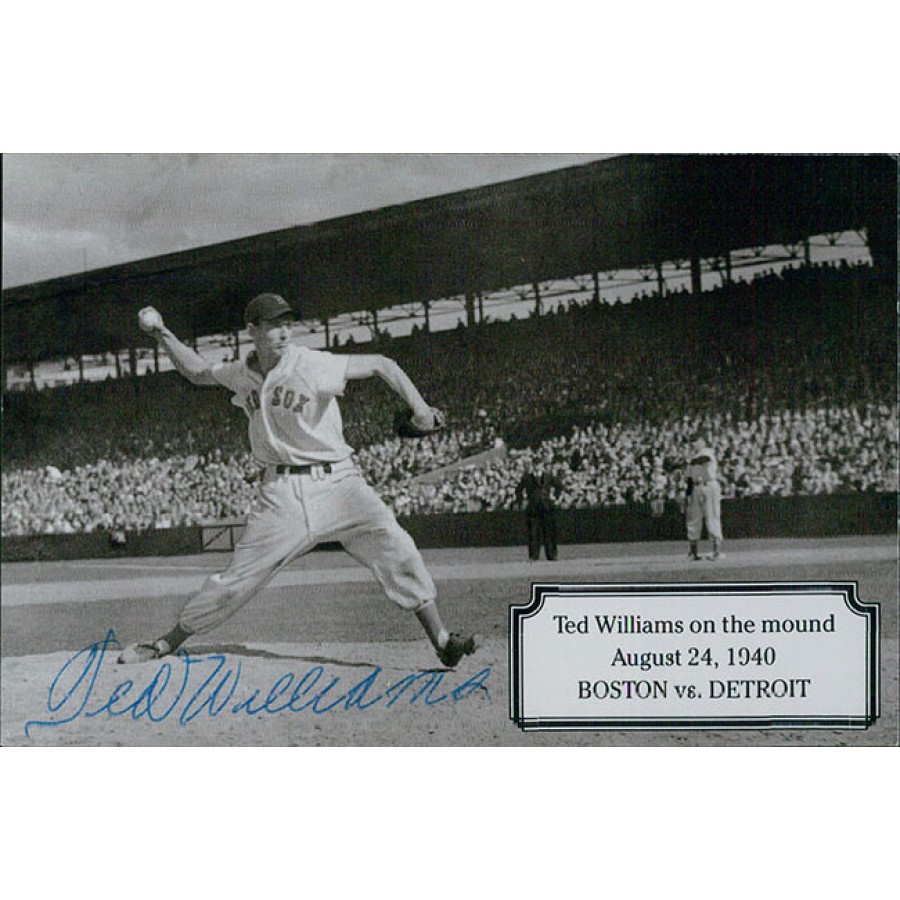 RED SOX
Ted Williams
Ted Williams on the mound
August 24, 1940
BOSTON vs. DETROIT